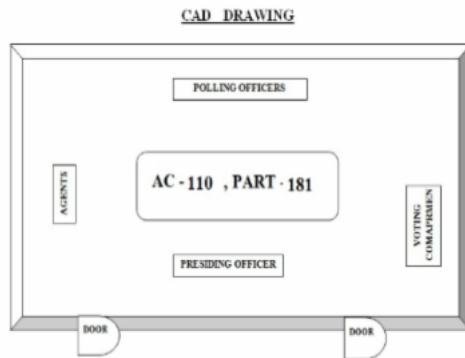 CAD DRAWING
POLLING OFFICERS
AGENTS
AC - 110 , PART - 181
VOTING
COMAPRMEN
PRESIDING OFFICER
DOOR
DOOR